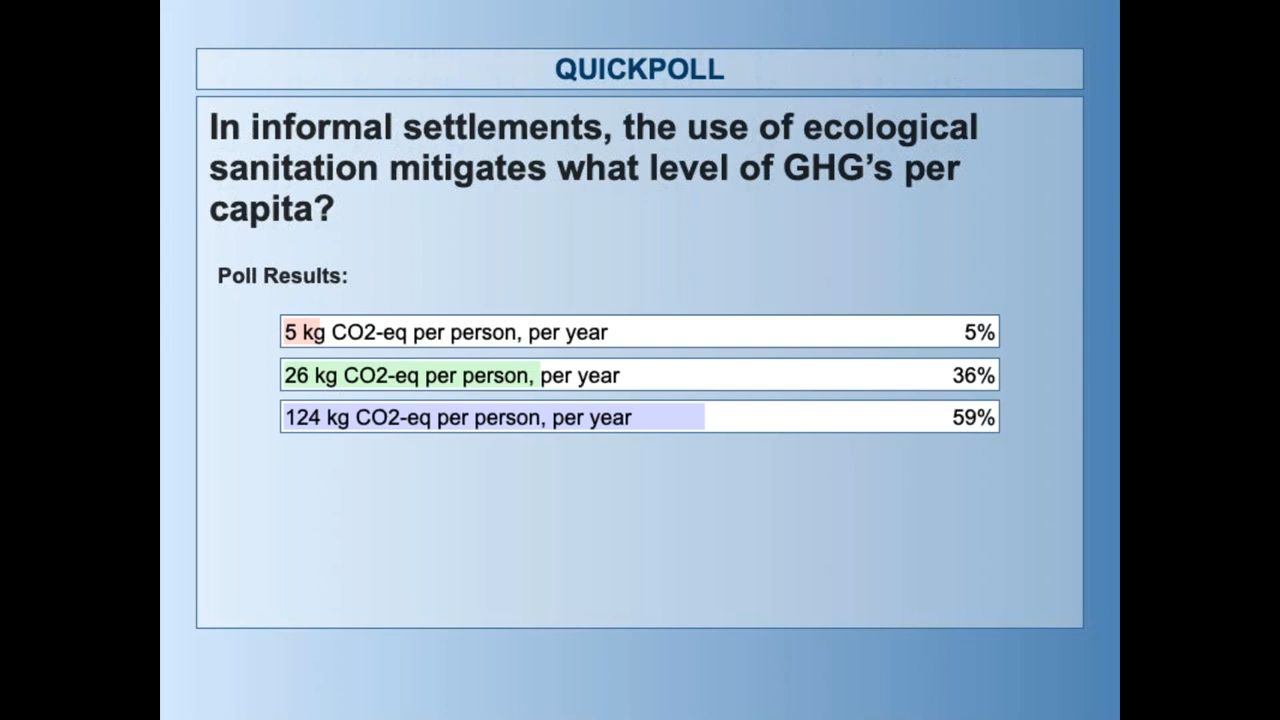 QUICKPOLL
In informal settlements, the use of ecological
sanitation mitigates what level of GHG’s per
capita?
Poll Results:
5 kg CO2-eq per person, per year 5%
26 kg CO2-eq per person, per year 36%
124 kg CO2-eq per person, per year 59%